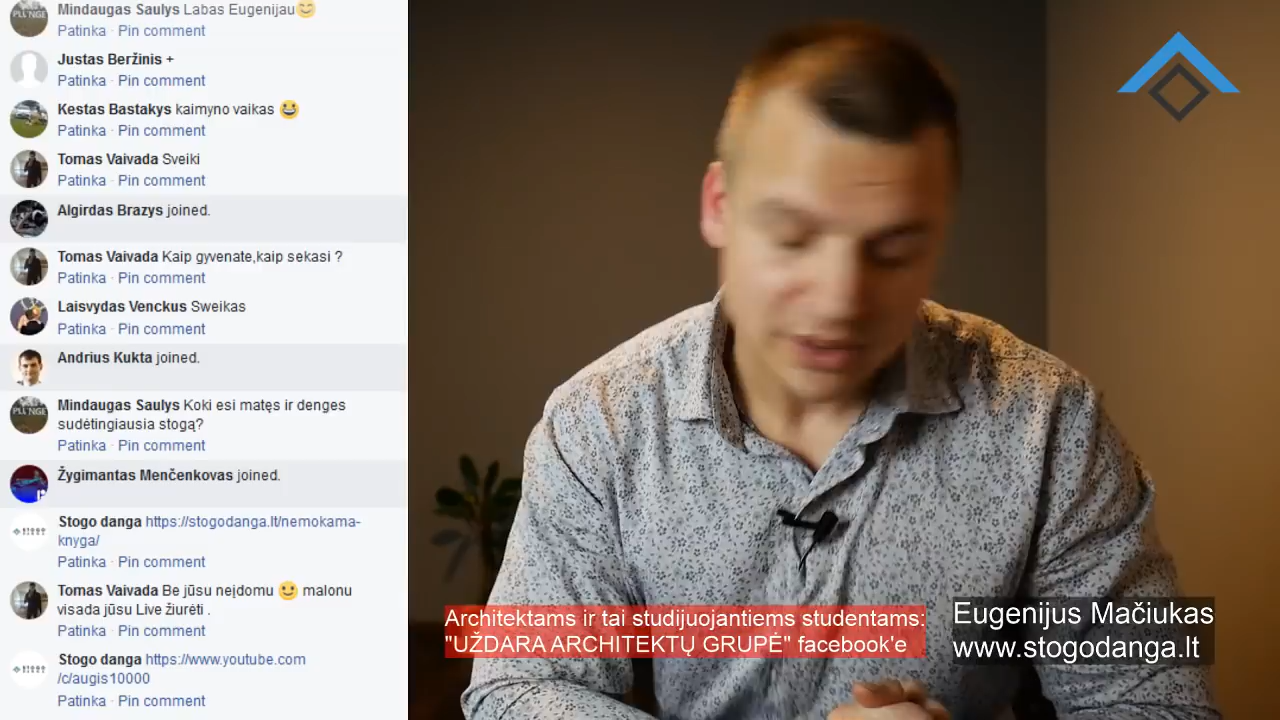 Mindaugas Saulys Labas Eugenijau😊
Patinka · Pin comment
Justas Beržinis +
Patinka · Pin comment
Kestas Bastakys kaimyno vaikas 😀
Patinka · Pin comment
Tomas Vaivada Sveiki
Patinka · Pin comment
Algirdas Brazys joined.
Tomas Vaivada Kaip gyvenate,kaip sekasi ?
Patinka · Pin comment
Laisvydas Venckus Sweikas
Patinka · Pin comment
Andrius Kukta joined.
Mindaugas Saulys Koki esi matęs ir denges
sudėtingiausia stogą?
Patinka · Pin comment
Žygimantas Menčenkovas joined.
Stogo danga https://stogodanga.lt/nemokama-
knyga/
Patinka · Pin comment
Tomas Vaivada Be jūsu neįdomu 🙂 malonu
visada jūsu Live žiurėti .
Patinka · Pin comment
Stogo danga https://www.youtube.com
/c/augis10000
Patinka · Pin comment
Architektams ir tai studijuojantiems studentams:
"UŽDARA ARCHITEKTŲ GRUPĖ" facebook'e
Eugenijus Mačiukas
www.stogodanga.lt